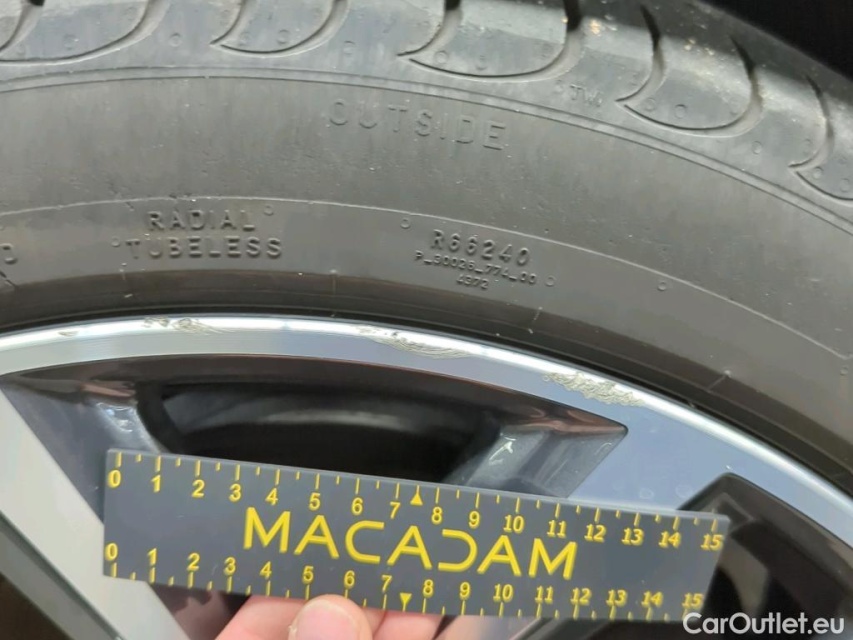 OUTSIDE
TW
RADIAL
TUBELESS
R66240
4972
0 1 2 3 4 5 6 7 8 9 10 11 12 13 14 15
MACADAM
0 1 2 3 4 5 6 7 8 9 10 11 12 13 14 15
CarOutlet.eu